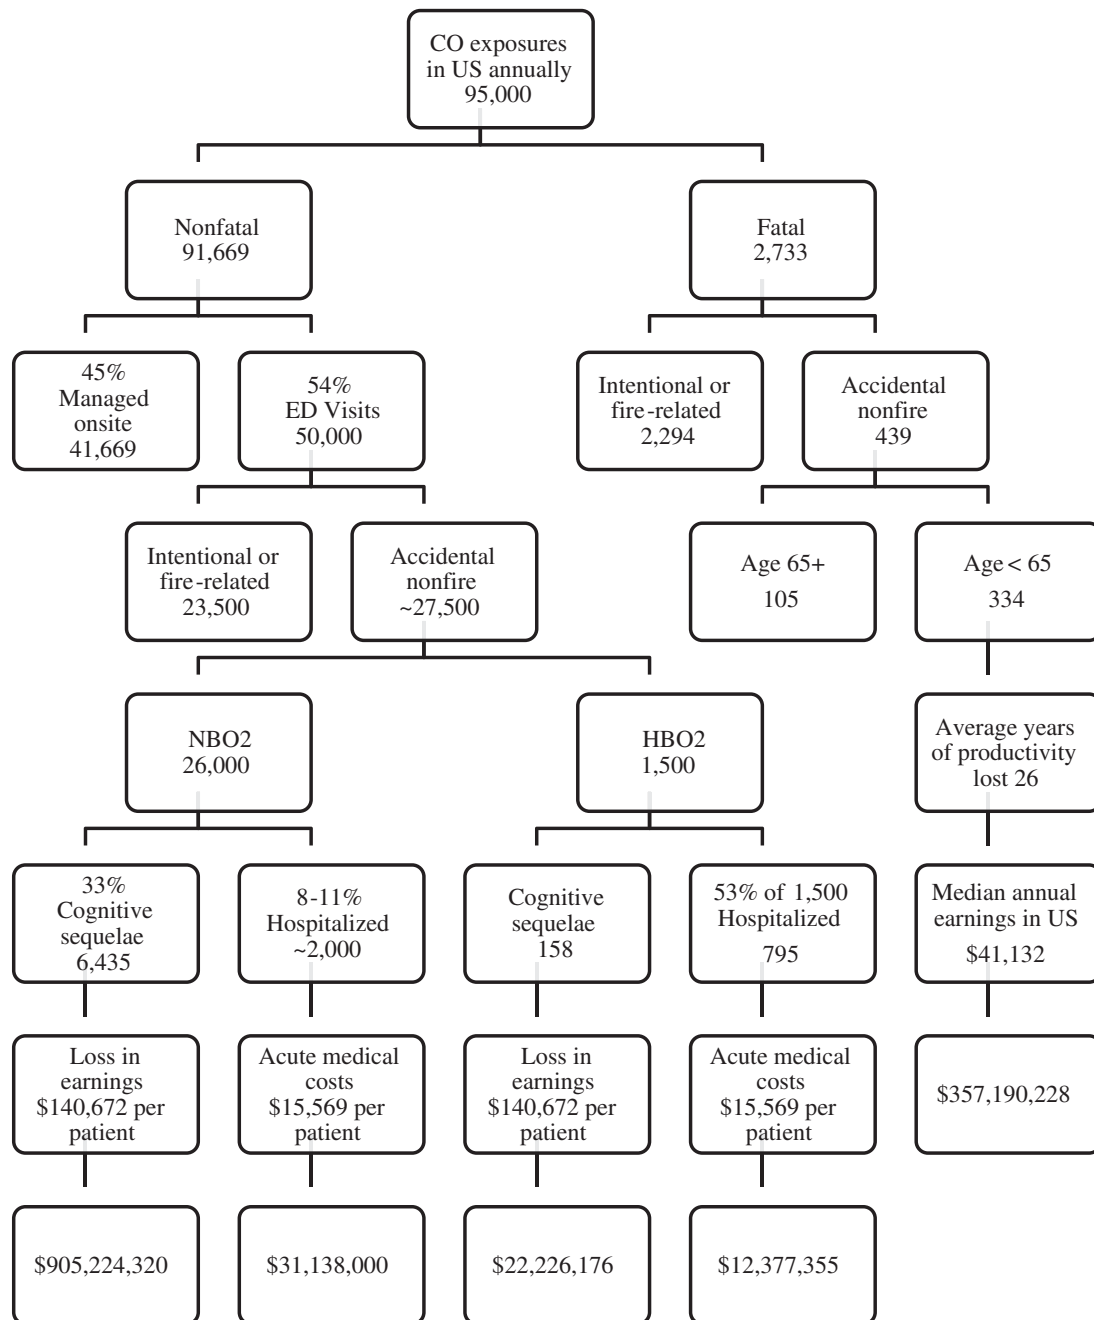 CO exposures
in US annually
95,000
Nonfatal
91,669
Fatal
2,733
45%
Managed
onsite
41,669
54%
ED Visits
50,000
Intentional or
fire-related
2,294
Accidental
nonfire
439
Intentional or
fire-related
23,500
Accidental
nonfire
~27,500
Age 65+
105
Age < 65
334
NBO2
26,000
HBO2
1,500
Average years
of productivity
lost 26
33%
Cognitive
sequelae
6,435
8-11%
Hospitalized
~2,000
Cognitive
sequelae
158
53% of 1,500
Hospitalized
795
Median annual
earnings in US
$41,132
Loss in
earnings
$140,672 per
patient
Acute medical
costs
$15,569 per
patient
Loss in
earnings
$140,672 per
patient
Acute medical
costs
$15,569 per
patient
$357,190,228
$905,224,320
$31,138,000
$22,226,176
$12,377,355